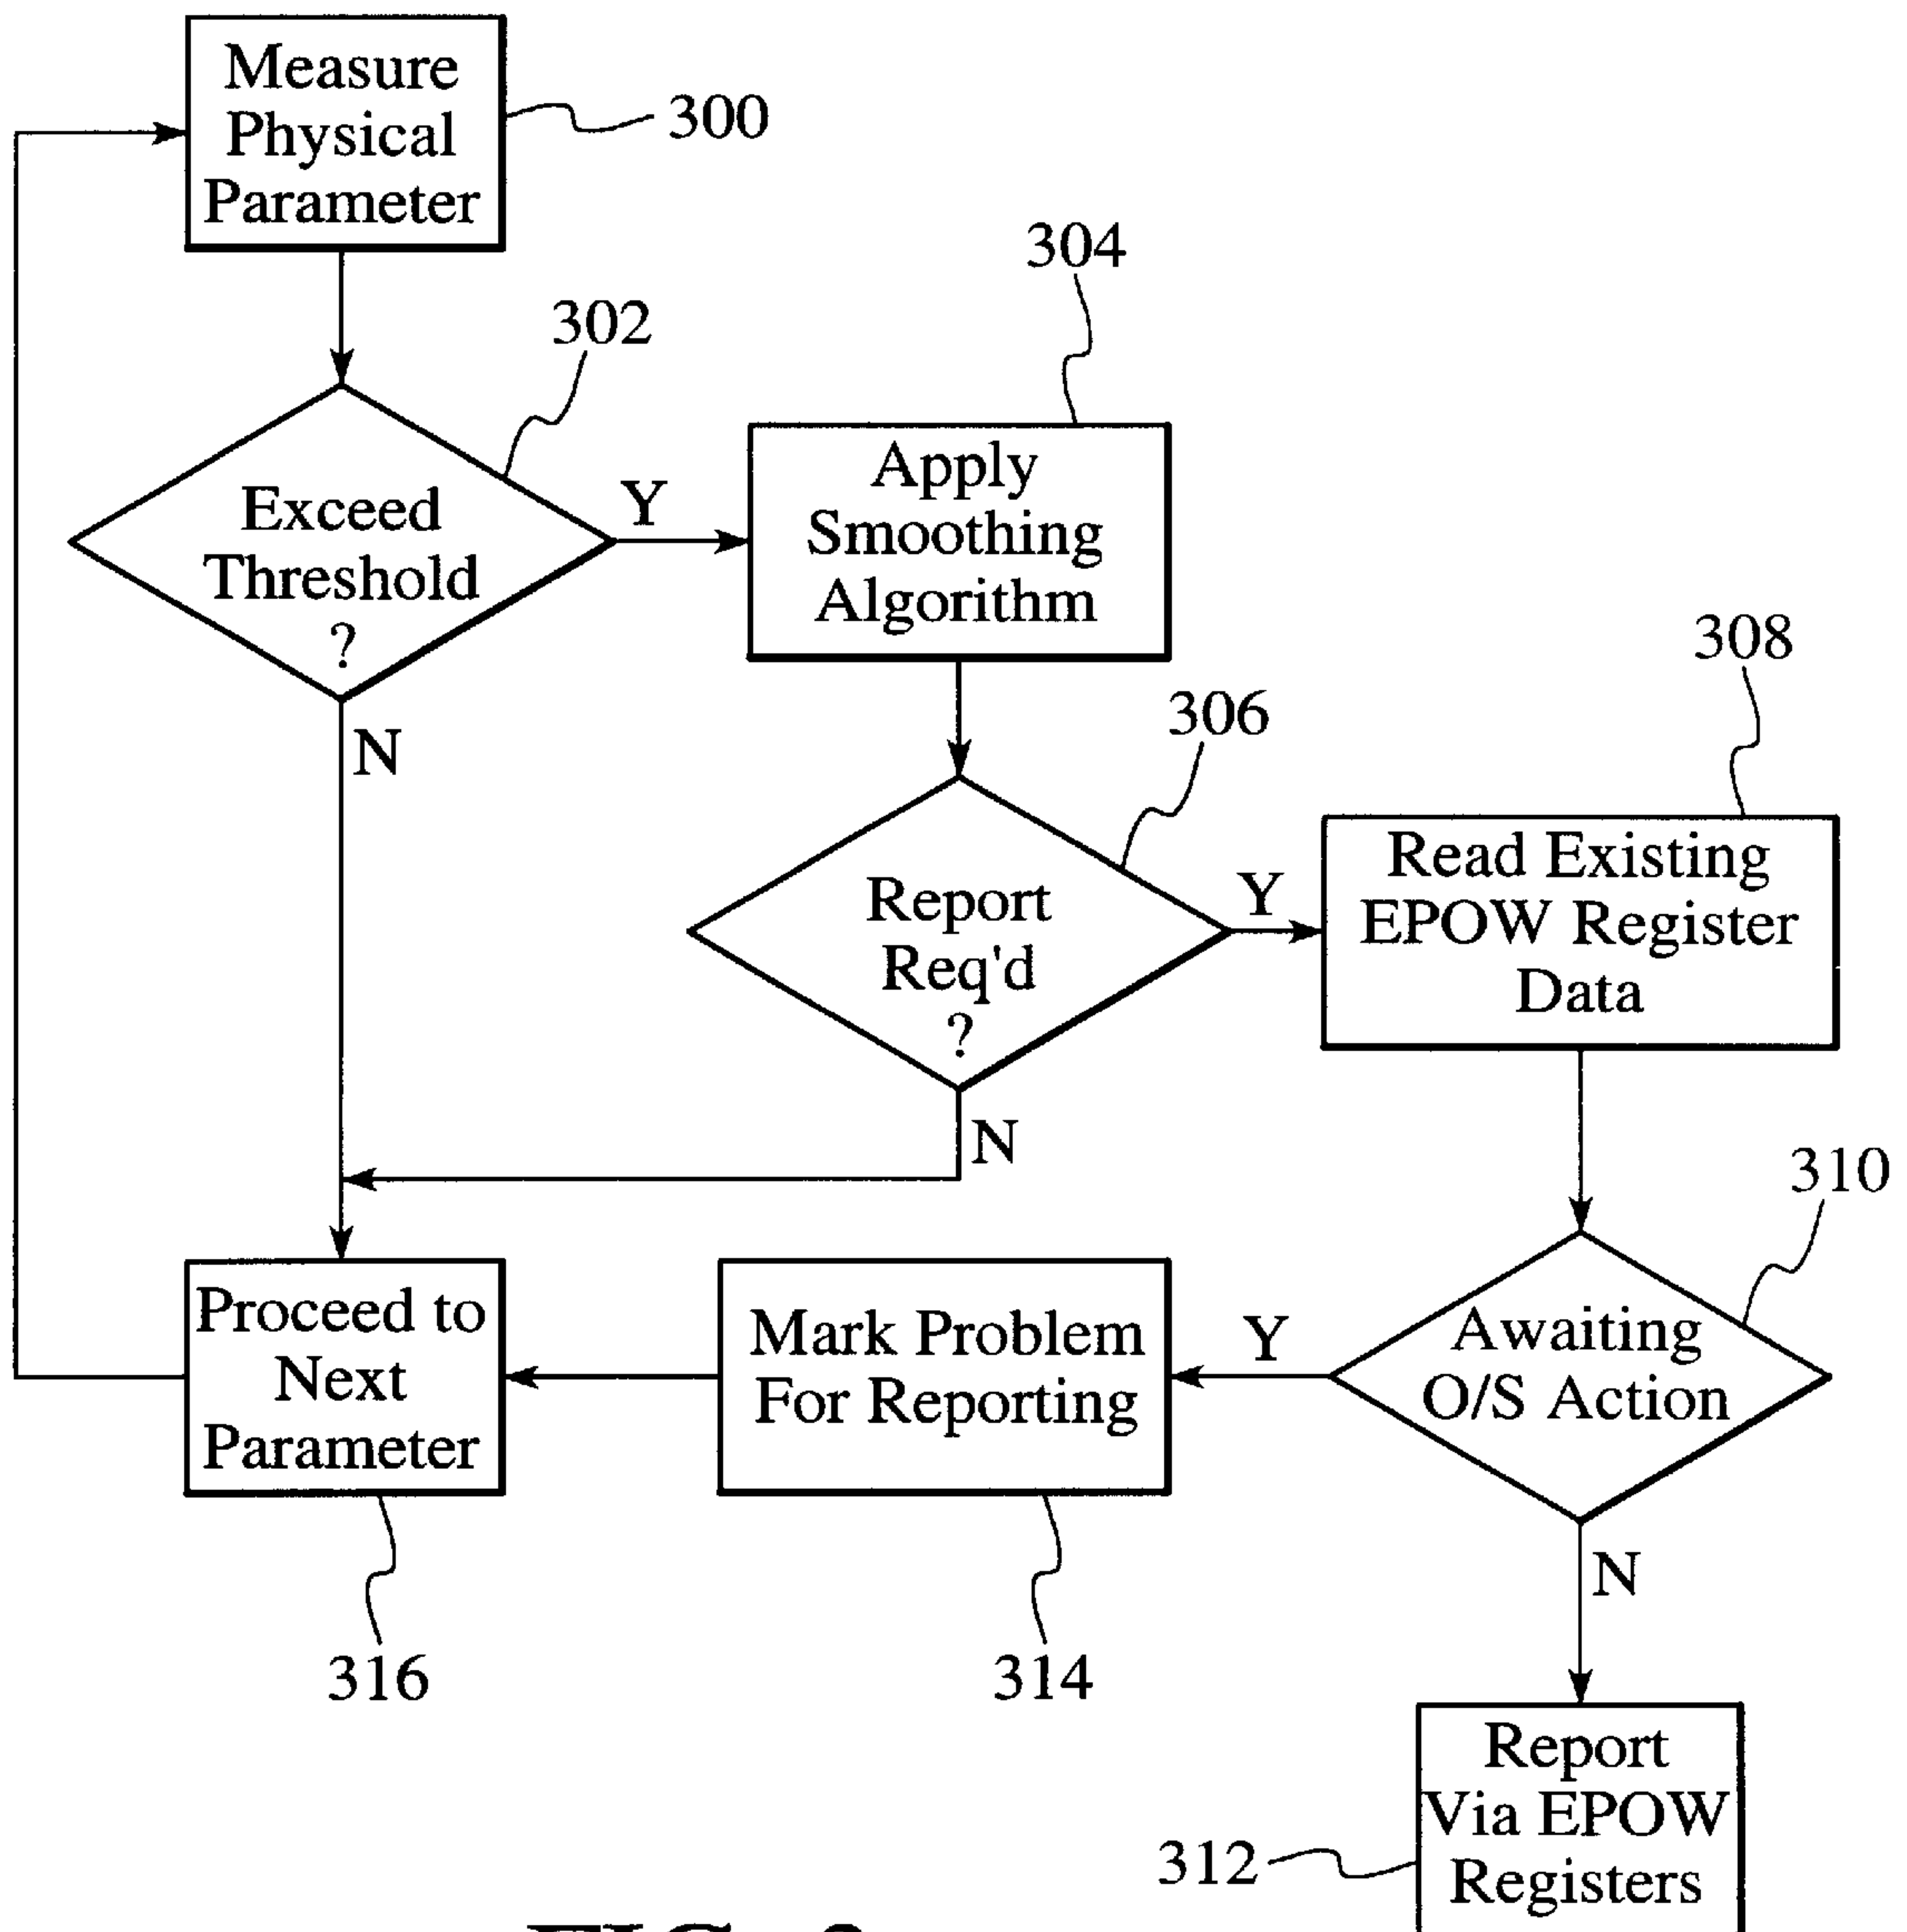 Measure
Physical
Parameter
300
302
304
Exceed
Threshold
?
Y
N
Apply
Smoothing
Algorithm
306
308
Report
Req'd
?
Y
N
Read Existing
EPOW Register
Data
310
Awaiting
O/S Action
Y
N
Mark Problem
For Reporting
Proceed to
Next
Parameter
316
314
Report
Via EPOW
Registers
312